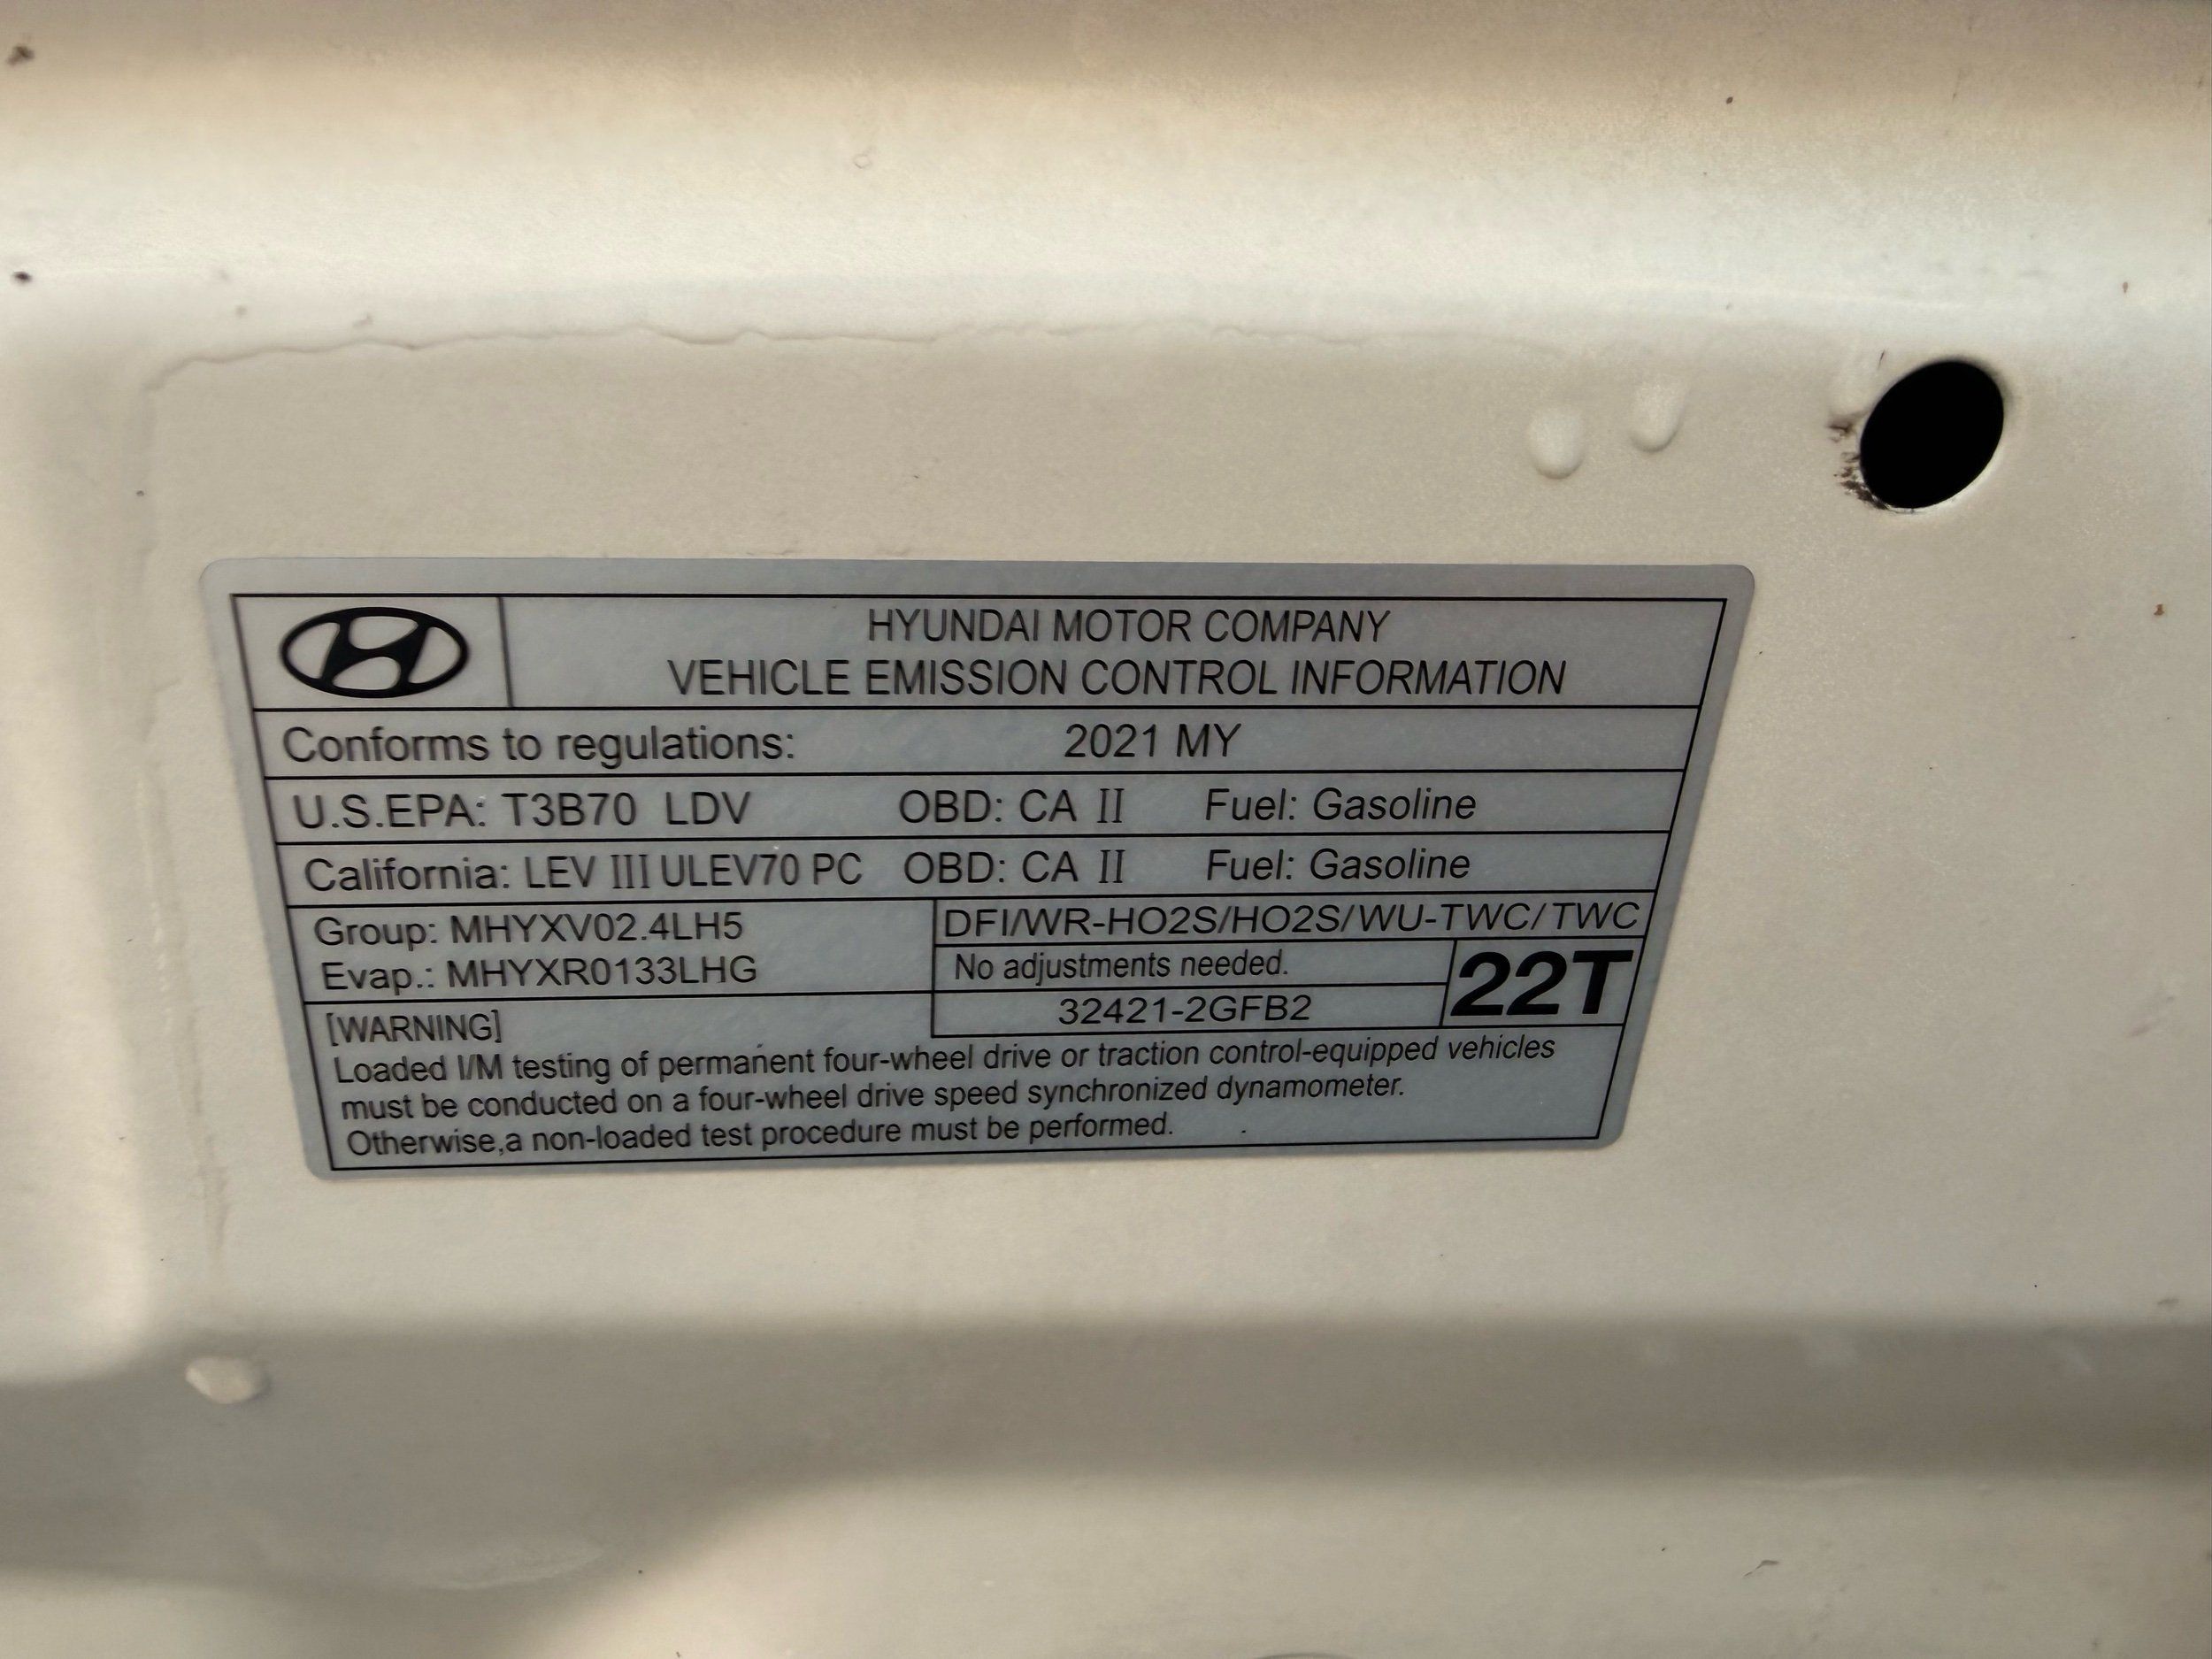 HYUNDAI MOTOR COMPANY
VEHICLE EMISSION CONTROL INFORMATION
Conforms to regulations: 2021 MY
U.S.EPA: T3B70 LDV OBD: CA II Fuel: Gasoline
California: LEV III ULEV70 PC OBD: CA II Fuel: Gasoline
Group: MHYXV02.4LH5
Evap.: MHYXR0133LHG
DFI/WR-HO2S/HO2S/WU-TWC/TWC
No adjustments needed.
32421-2GFB2
22T
[WARNING]
Loaded I/M testing of permanent four-wheel drive or traction control-equipped vehicles
must be conducted on a four-wheel drive speed synchronized dynamometer.
Otherwise,a non-loaded test procedure must be performed.